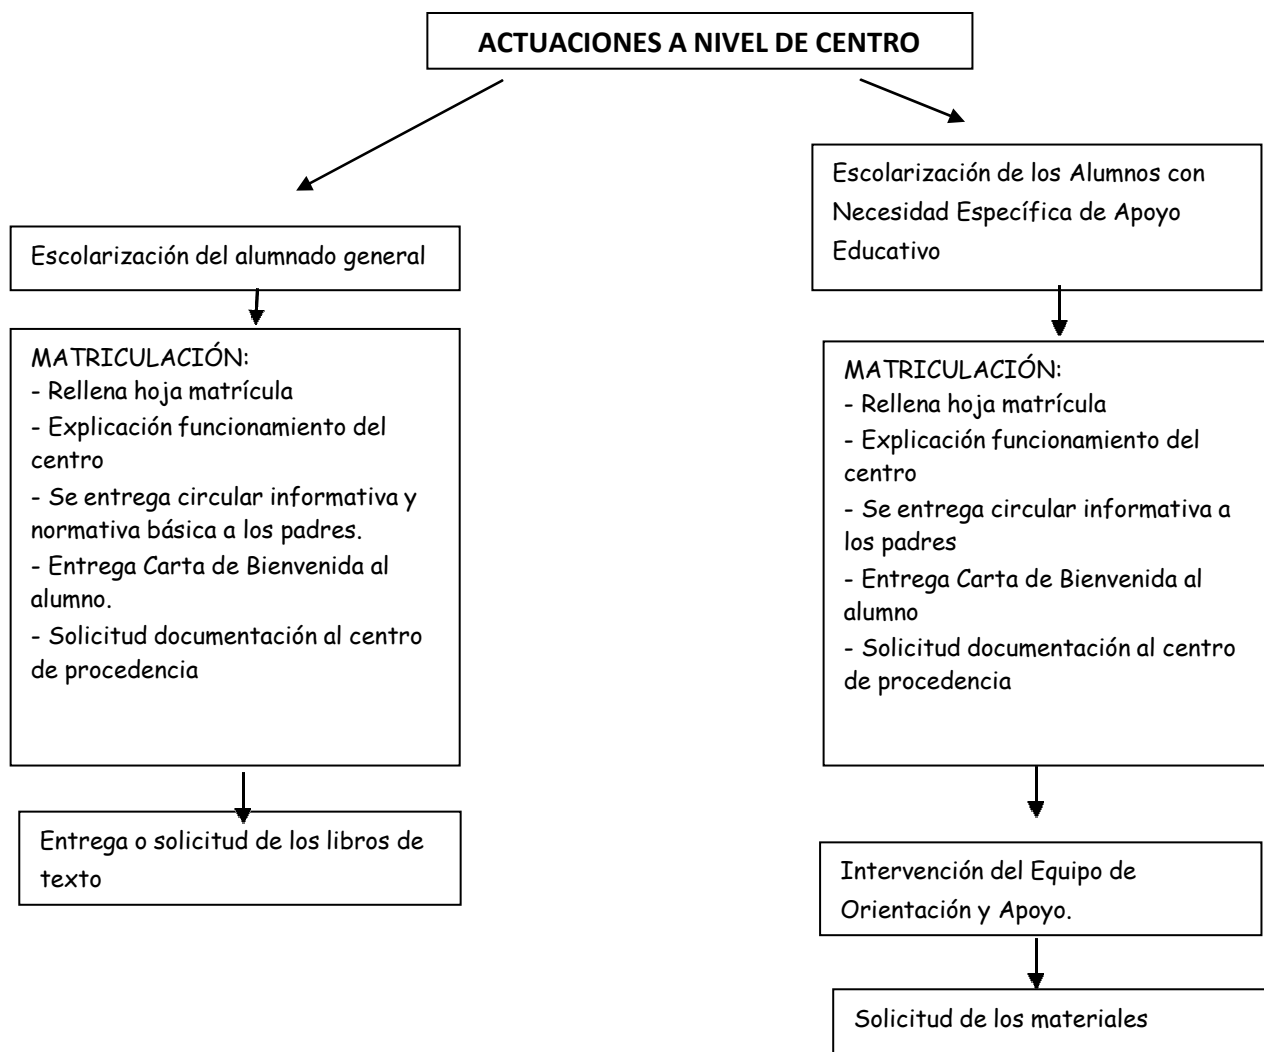 ACTUACIONES A NIVEL DE CENTRO
Escolarización del alumnado general
MATRICULACIÓN:
- Rellena hoja matrícula
- Explicación funcionamiento del
centro
- Se entrega circular informativa y
normativa básica a los padres.
- Entrega Carta de Bienvenida al
alumno.
- Solicitud documentación al centro
de procedencia
Entrega o solicitud de los libros de
texto
Escolarización de los Alumnos con
Necesidad Específica de Apoyo
Educativo
MATRICULACIÓN:
- Rellena hoja matrícula
- Explicación funcionamiento del
centro
- Se entrega circular informativa a
los padres
- Entrega Carta de Bienvenida al
alumno
- Solicitud documentación al centro
de procedencia
Intervención del Equipo de
Orientación y Apoyo.
Solicitud de los materiales